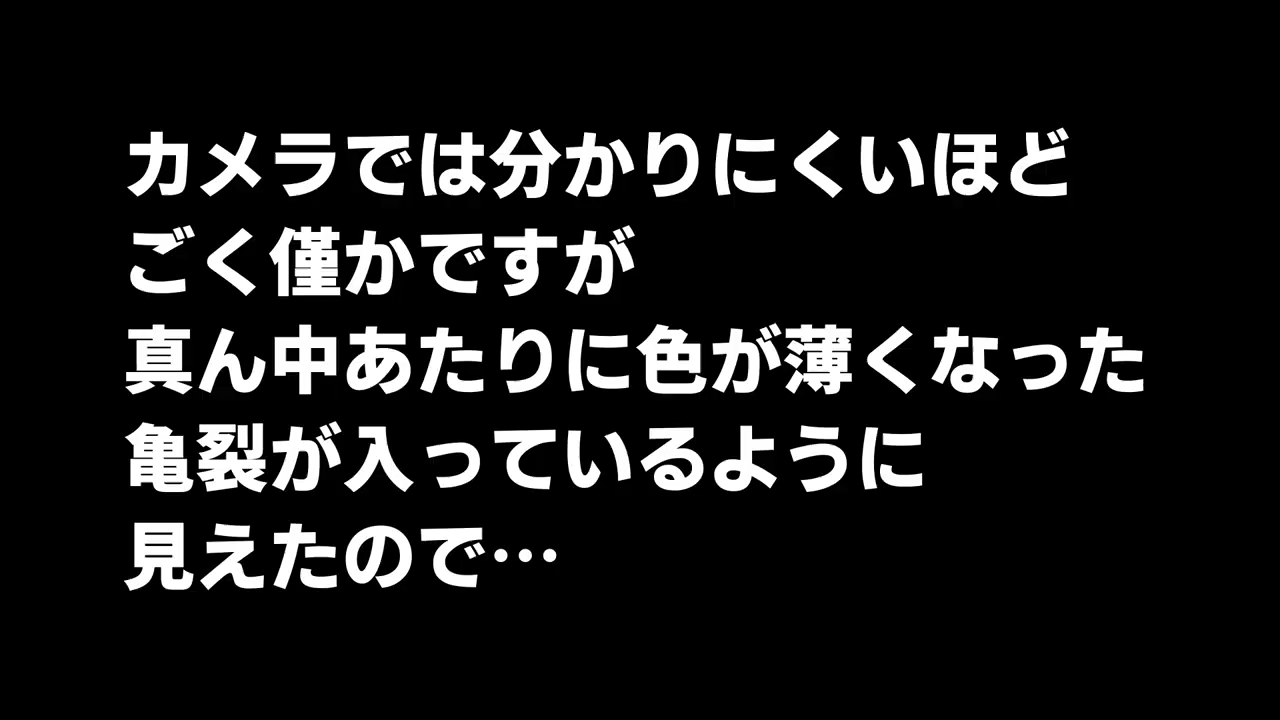 カメラでは分かりにくいほど
ごく僅かですが
真ん中あたりに色が薄くなった
亀裂が入っているように
見えたので…